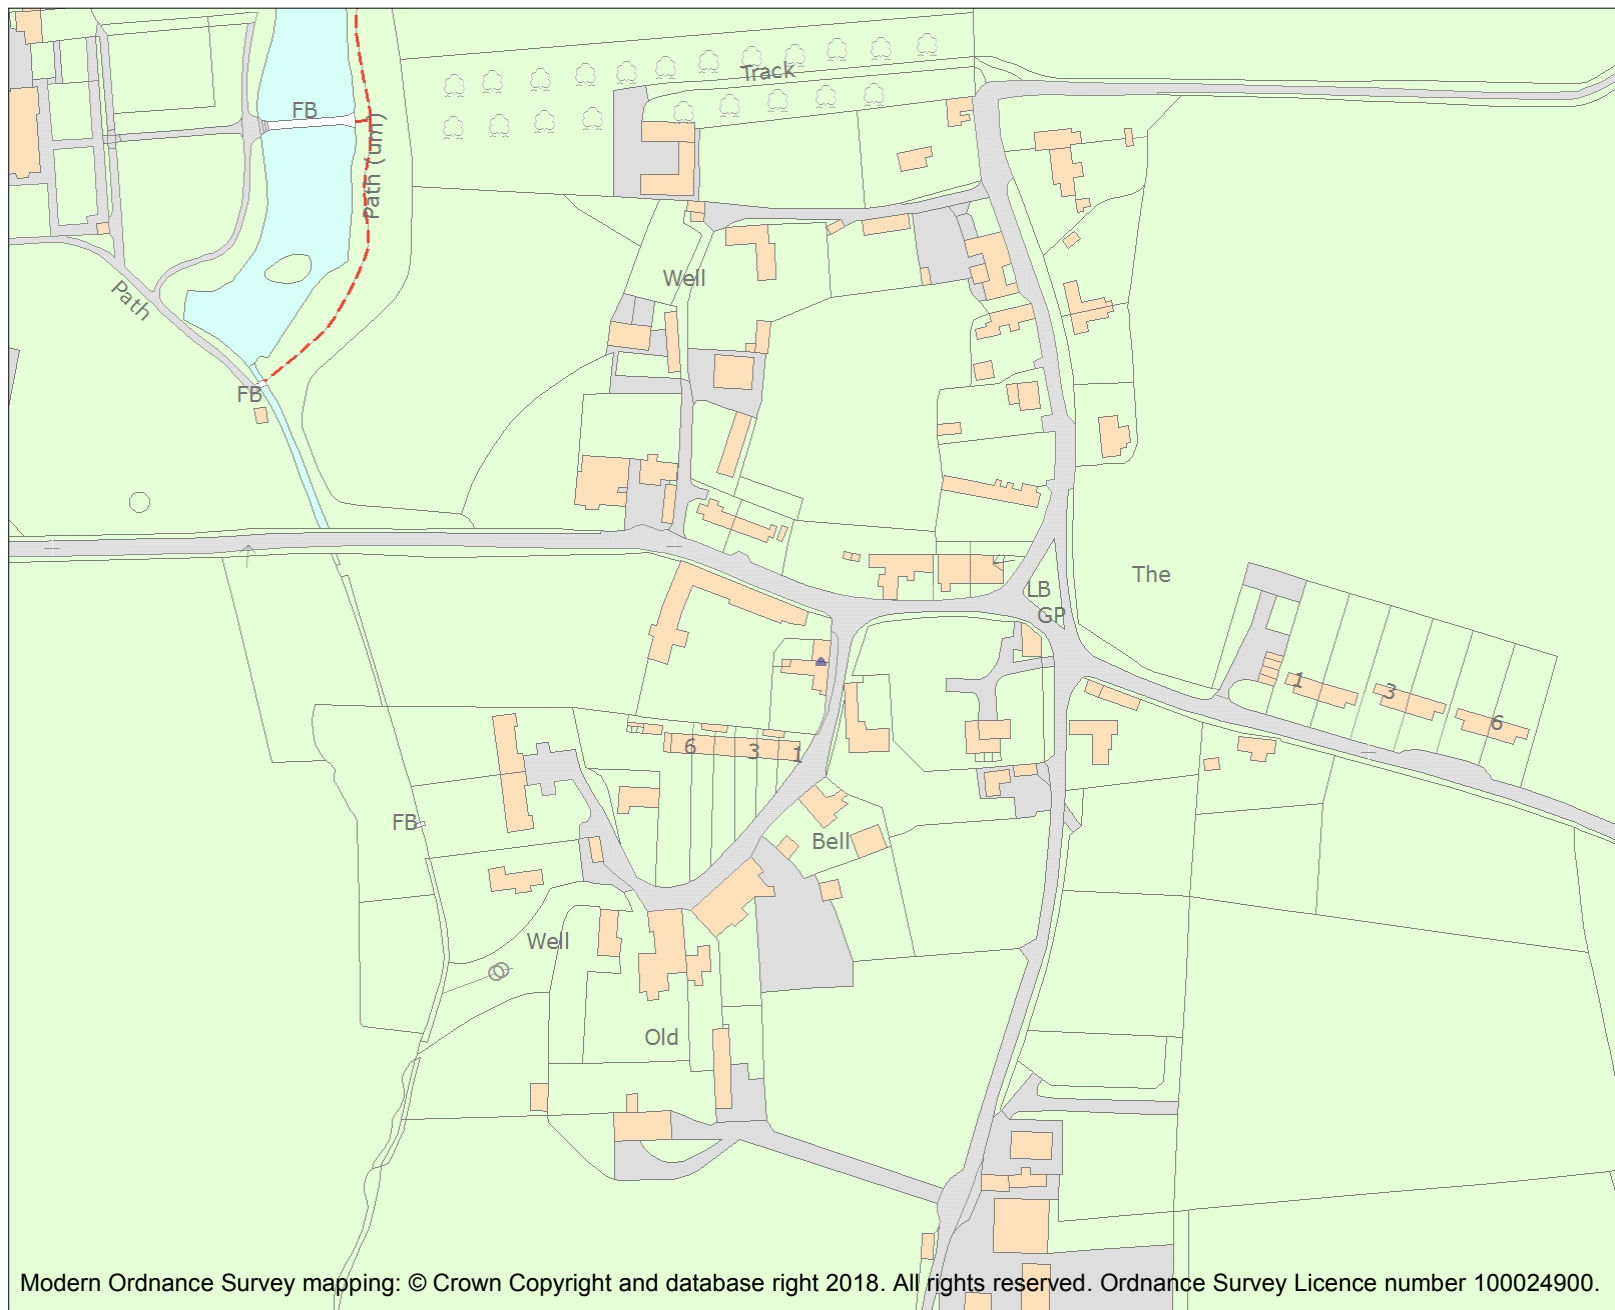 Track
FB
Path (um)
Well
Path
FB
The
LB
GP
1
3
6
6
3
1
FB
Bell
Well
Old
Modern Ordnance Survey mapping: © Crown Copyright and database right 2018. All rights reserved. Ordnance Survey Licence number 100024900.